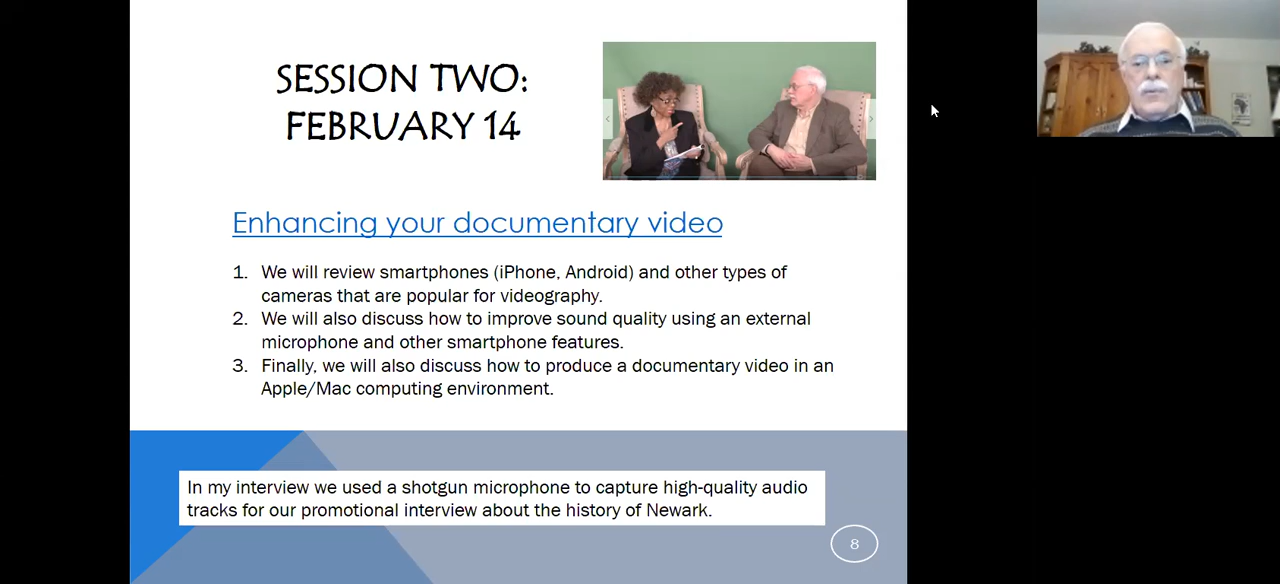 SESSION TWO:
FEBRUARY 14
Enhancing your documentary video
1. We will review smartphones (iPhone, Android) and other types of
cameras that are popular for videography.
2. We will also discuss how to improve sound quality using an external
microphone and other smartphone features.
3. Finally, we will also discuss how to produce a documentary video in an
Apple/Mac computing environment.
In my interview we used a shotgun microphone to capture high-quality audio
tracks for our promotional interview about the history of Newark.
8